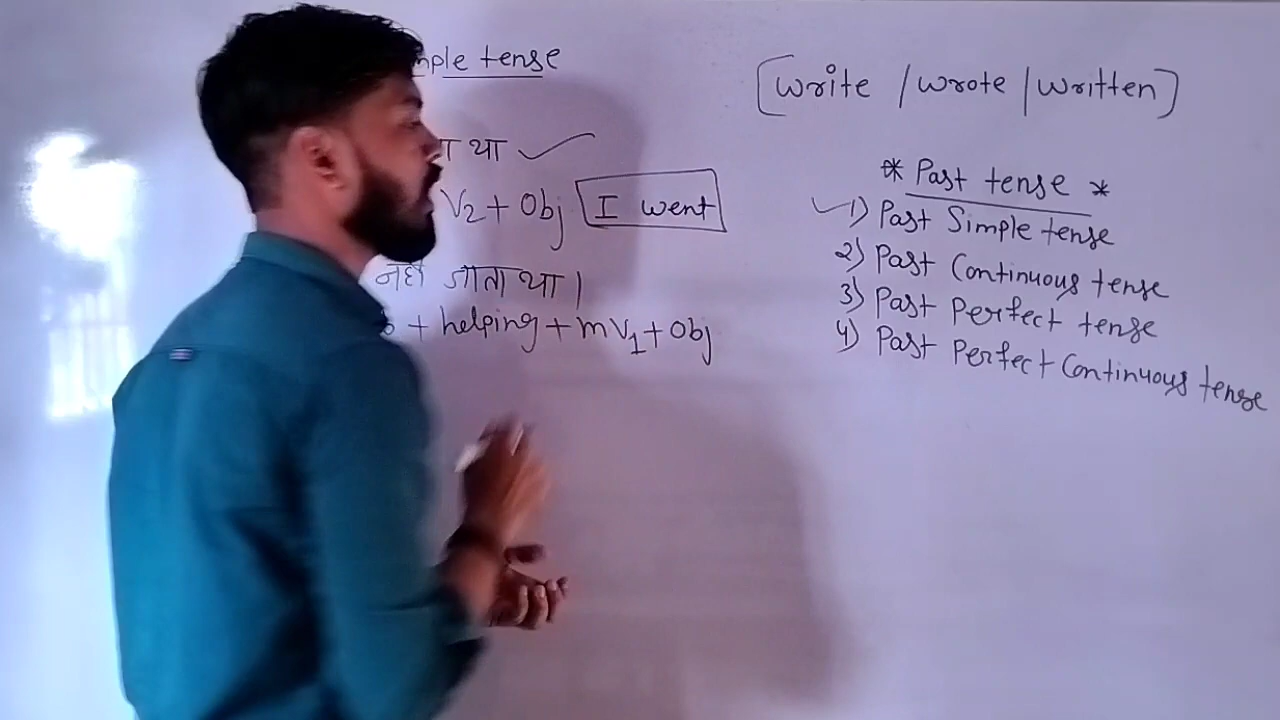 tense
था
V2 + Obj I went
नहीं जाता था।
+ helping + mV1 + Obj
[write / wrote / written]
* Past tense *
1) Past Simple tense
2) Past Continuous tense
3) Past Perfect tense
4) Past Perfect Continuous tense